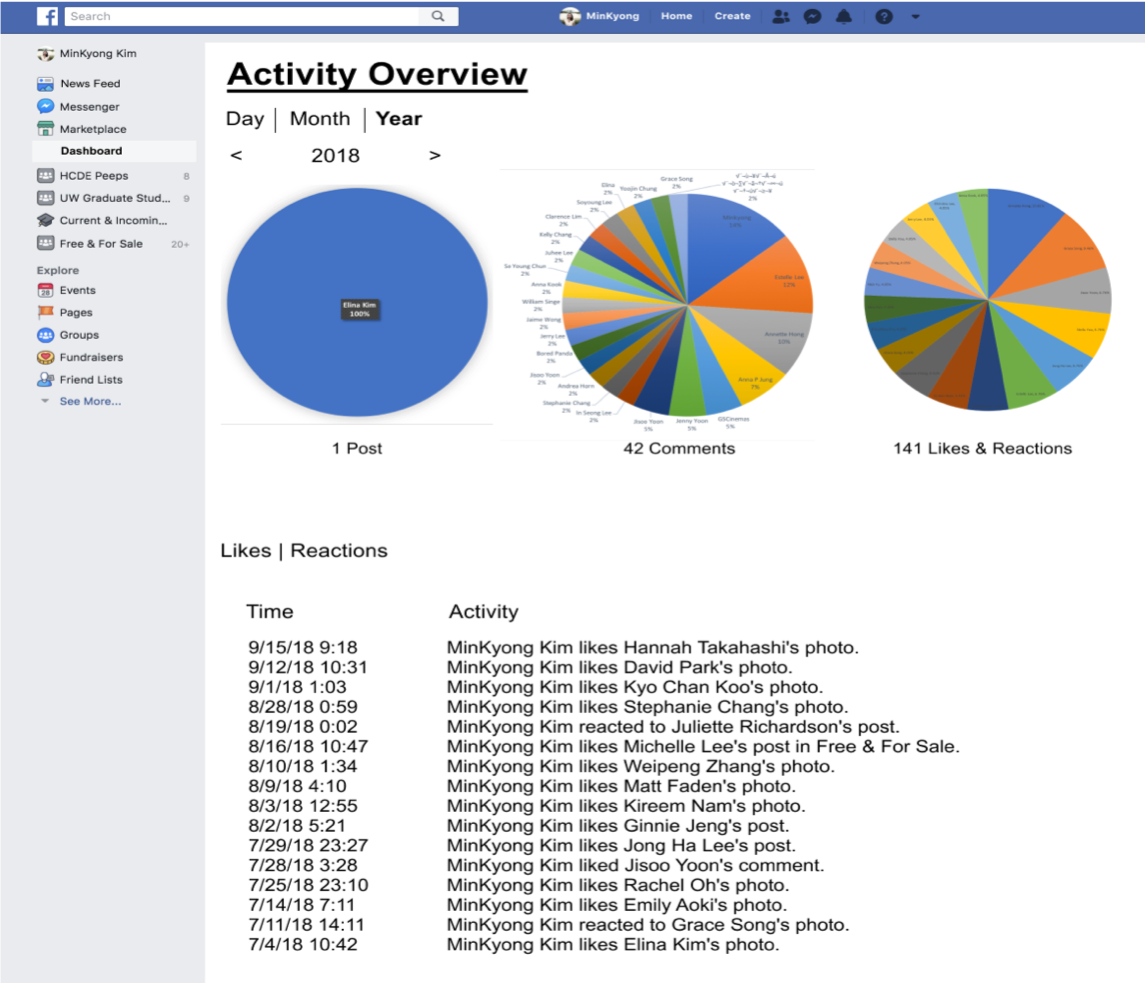 f
Search
MinKyong
Home
Create
MinKyong Kim
News Feed
Messenger
Marketplace
Dashboard
HCDE Peeps 8
UW Graduate Stud... 9
Current & Incomin...
Free & For Sale 20+
Explore
28
Events
Pages
Groups
Fundraisers
Friend Lists
See More...
Activity Overview
Day | Month | Year
< 2018 >
Elina Kim
100%
Grace Song
2%
2%
Yoojin Chung
2%
Elina
2%
Soyoung Lee
2%
Clarence Lim
2%
Kelly Chang
2%
Juhee Lee
2%
Sa Young Chun
2%
Anna Kook
2%
William Singe
2%
Jaime Wong
2%
Jerry Lee
2%
Bored Panda
2%
Jisoo Yoon
2%
Andrea Horn
2%
Stephanie Chang
2%
In Seong Lee
2%
Jisoo Yoon
5%
Jenny Yoon
5%
GSCinemas
5%
Anna P Jung
7%
Annette Hong
10%
Estelle Lee
12%
MinKyong
14%
1 Post
42 Comments
141 Likes & Reactions
Likes | Reactions
Time Activity
9/15/18 9:18 MinKyong Kim likes Hannah Takahashi's photo.
9/12/18 10:31 MinKyong Kim likes David Park's photo.
9/1/18 1:03 MinKyong Kim likes Kyo Chan Koo's photo.
8/28/18 0:59 MinKyong Kim likes Stephanie Chang's photo.
8/19/18 0:02 MinKyong Kim reacted to Juliette Richardson's post.
8/16/18 10:47 MinKyong Kim likes Michelle Lee's post in Free & For Sale.
8/10/18 1:34 MinKyong Kim likes Weipeng Zhang's photo.
8/9/18 4:10 MinKyong Kim likes Matt Faden's photo.
8/3/18 12:55 MinKyong Kim likes Kireem Nam's photo.
8/2/18 5:21 MinKyong Kim likes Ginnie Jeng's post.
7/29/18 23:27 MinKyong Kim likes Jong Ha Lee's post.
7/28/18 3:28 MinKyong Kim liked Jisoo Yoon's comment.
7/25/18 23:10 MinKyong Kim likes Rachel Oh's photo.
7/14/18 7:11 MinKyong Kim likes Emily Aoki's photo.
7/11/18 14:11 MinKyong Kim reacted to Grace Song's photo.
7/4/18 10:42 MinKyong Kim likes Elina Kim's photo.